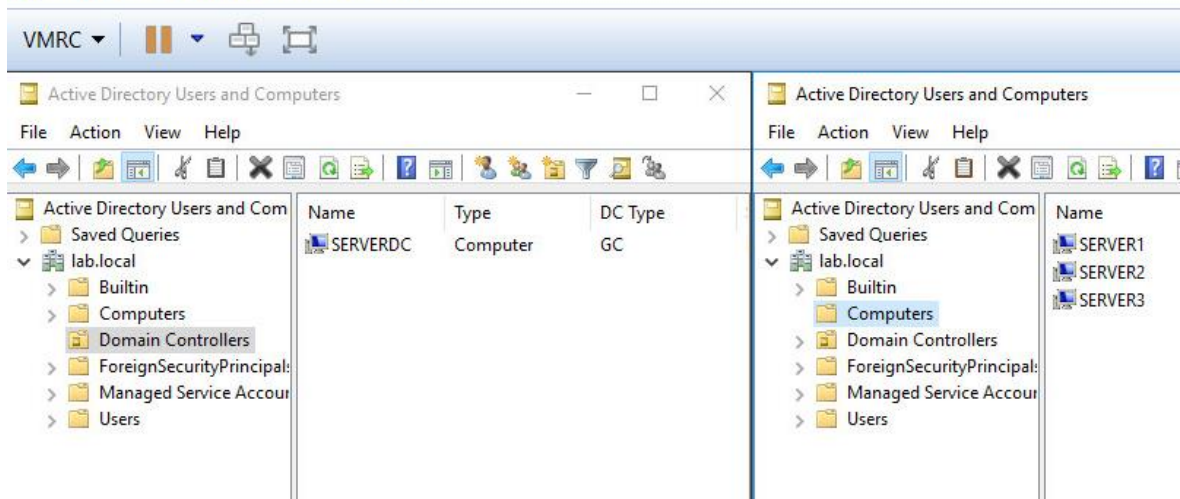 VMRC
Active Directory Users and Computers
File Action View Help
Active Directory Users and Com
Saved Queries
lab.local
Builtin
Computers
Domain Controllers
ForeignSecurityPrincipals
Managed Service Accour
Users
Name Type DC Type
SERVERDC Computer GC
Active Directory Users and Computers
File Action View Help
Active Directory Users and Com
Saved Queries
lab.local
Builtin
Computers
Domain Controllers
ForeignSecurityPrincipals
Managed Service Accour
Users
Name
SERVER1
SERVER2
SERVER3